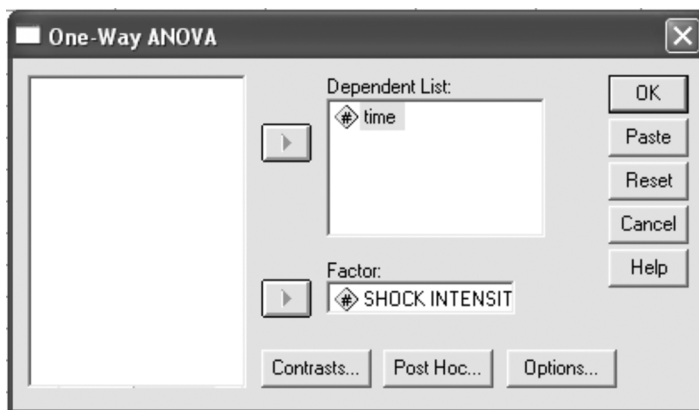 One-Way ANOVA
Dependent List:
# time
Factor:
# SHOCK INTENSIT
OK
Paste
Reset
Cancel
Help
Contrasts...
Post Hoc...
Options...